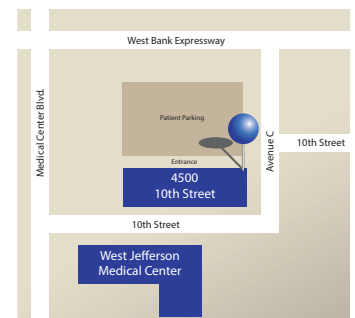 West Bank Expressway
Medical Center Blvd.
Patient Parking
Avenue C
10th Street
Entrance
4500
10th Street
10th Street
West Jefferson
Medical Center